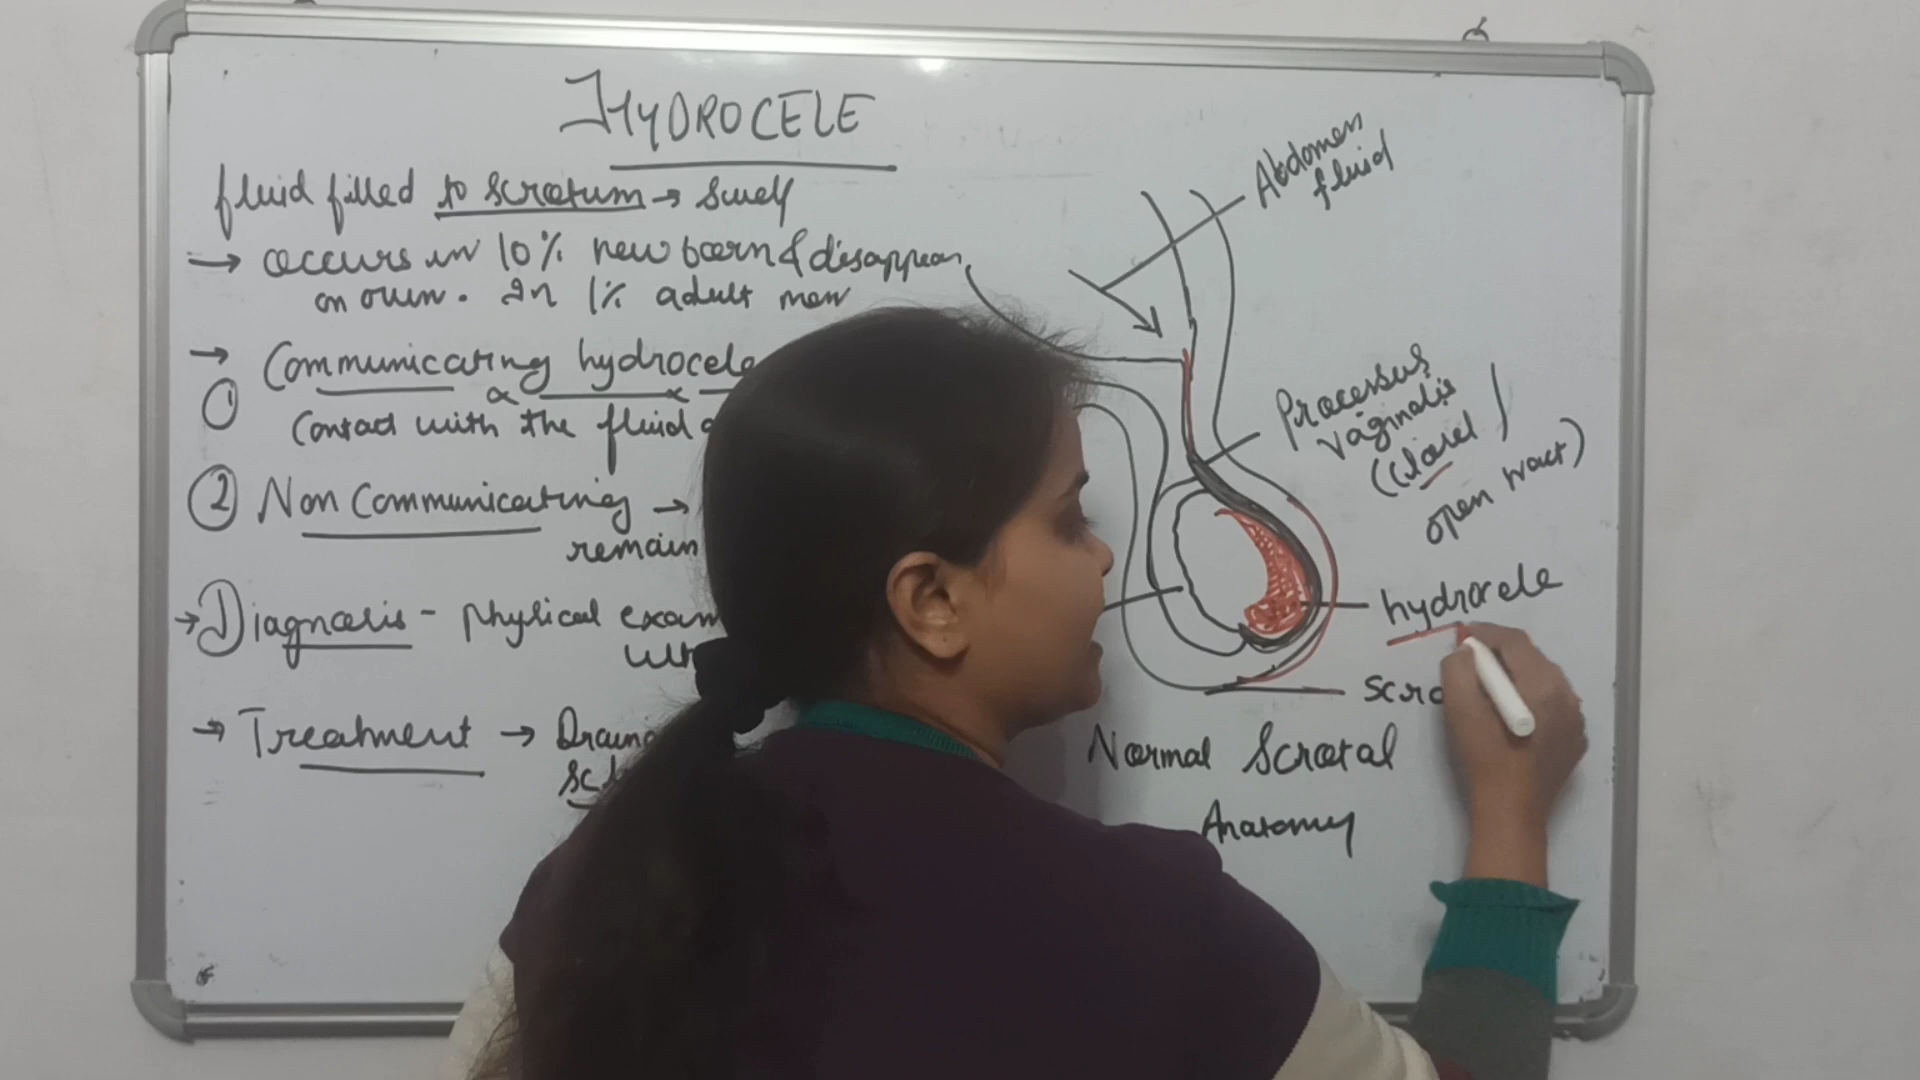 HYDROCELE
fluid filled to scrotum → swell
→ occurs in 10% new born & disappear
on own. In 1% adult men
→ Communicating hydrocele
① Contact with the fluid
② Non Communicating →
remain
→ Diagnosis - Physical exam
→ Treatment →
Abdomen
fluid
Processus
vaginalis
(closed /
open tract)
hydrocele
Normal Scrotal
Anatomy